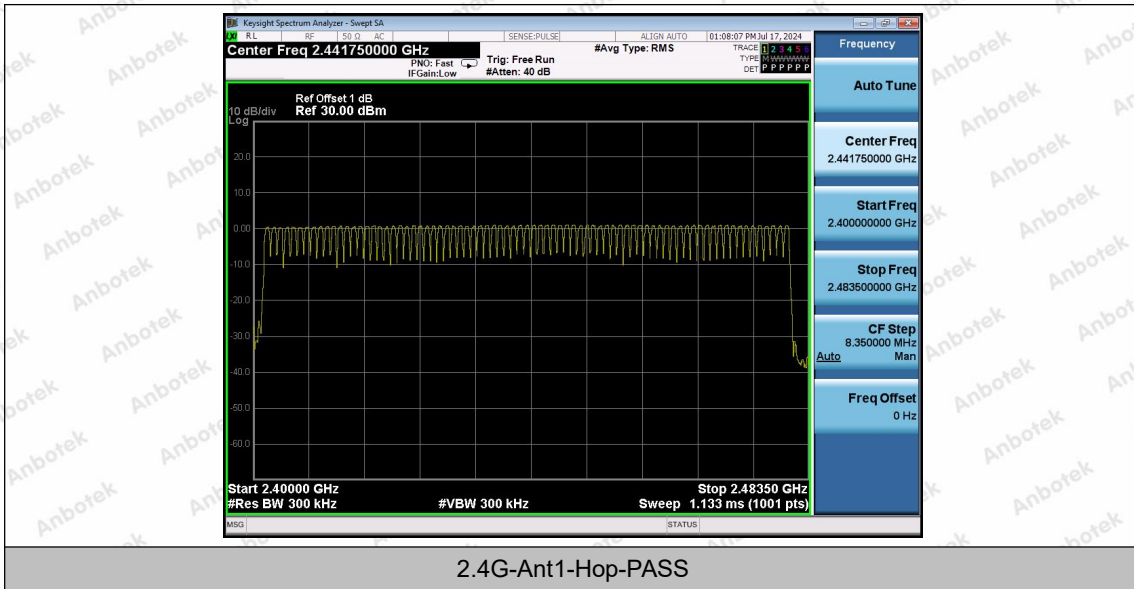 Keysight Spectrum Analyzer - Swept SA
RL RF 50 Ω AC SENSE:PULSE ALIGN AUTO 01:08:07 PM Jul 17, 2024
Center Freq 2.441750000 GHz #Avg Type: RMS TRACE 1 2 3 4 5 6
PNO: Fast Trig: Free Run TYPE M WWWWW
IFGain:Low #Atten: 40 dB DET P P P P P P
Ref Offset 1 dB
10 dB/div Ref 30.00 dBm
Log
20.0
10.0
0.00
-10.0
-20.0
-30.0
-40.0
-50.0
-60.0
Start 2.40000 GHz Stop 2.48350 GHz
#Res BW 300 kHz #VBW 300 kHz Sweep 1.133 ms (1001 pts)
MSG STATUS
Frequency
Auto Tune
Center Freq
2.441750000 GHz
Start Freq
2.400000000 GHz
Stop Freq
2.483500000 GHz
CF Step
8.350000 MHz
Auto Man
Freq Offset
0 Hz
2.4G-Ant1-Hop-PASS
Anbotek